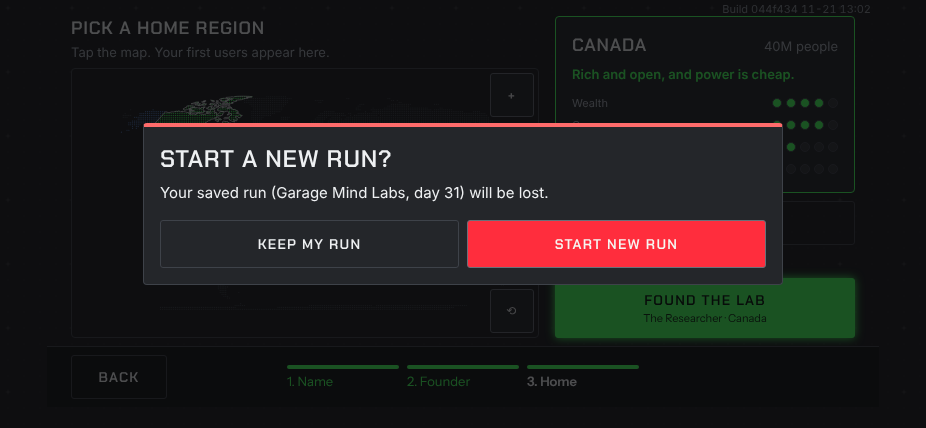 Build 044f434 11-21 13:02
PICK A HOME REGION
Tap the map. Your first users appear here.
+
CANADA
40M people
Rich and open, and power is cheap.
Wealth
START A NEW RUN?
Your saved run (Garage Mind Labs, day 31) will be lost.
KEEP MY RUN
START NEW RUN
FOUND THE LAB
The Researcher · Canada
BACK
1. Name
2. Founder
3. Home